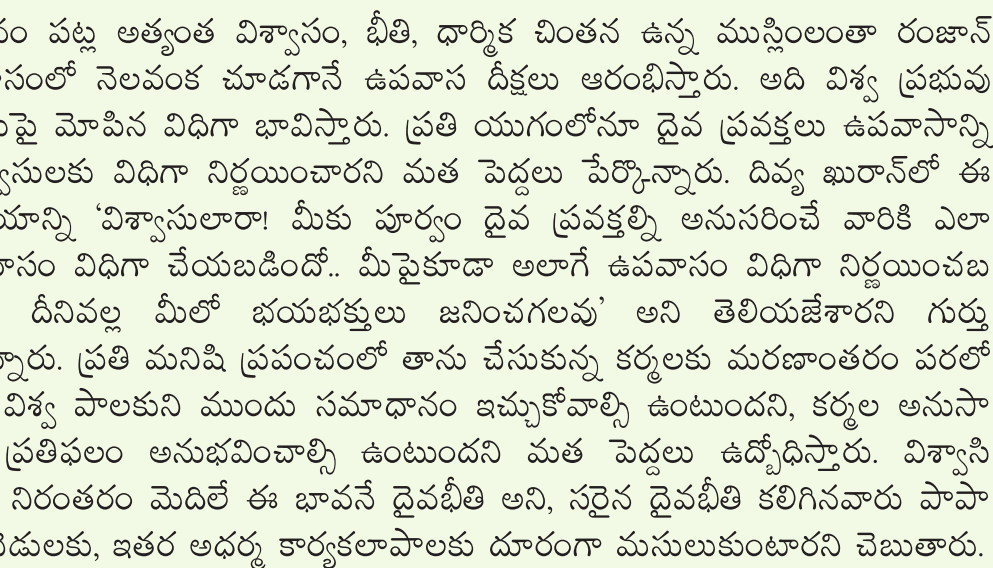 పట్ల అత్యంత విశ్వాసం, భీతి, ధార్మిక చింతన ఉన్న ముస్లింలంతా రంజాన్
నెలవంక చూడగానే ఉపవాస దీక్షలు ఆరంభిస్తారు. అది విశ్వ ప్రభువు
మోపిన విధిగా భావిస్తారు. ప్రతి యుగంలోనూ దైవ ప్రవక్తలు ఉపవాసాన్ని
విధిగా నిర్ణయించారని మత పెద్దలు పేర్కొన్నారు. దివ్య ఖురాన్‌లో ఈ
‘విశ్వాసులారా! మీకు పూర్వం దైవ ప్రవక్తల్ని అనుసరించే వారికి ఎలా
విధిగా చేయబడిందో.. మీపైకూడా అలాగే ఉపవాసం విధిగా నిర్ణయించబ
దీనివల్ల మీలో భయభక్తులు జనించగలవు’ అని తెలియజేశారని గుర్తు
ప్రతి మనిషి ప్రపంచంలో తాను చేసుకున్న కర్మలకు మరణాంతరం పరలో
విశ్వ పాలకుని ముందు సమాధానం ఇచ్చుకోవాల్సి ఉంటుందని, కర్మల అనుసా
ప్రతిఫలం అనుభవించాల్సి ఉంటుందని మత పెద్దలు ఉద్బోధిస్తారు. విశ్వాసి
నిరంతరం మెదిలే ఈ భావనే దైవభీతి అని, సరైన దైవభీతి కలిగినవారు పాపా
ఇతర అధర్మ కార్యకలాపాలకు దూరంగా మసులుకుంటారని చెబుతారు.